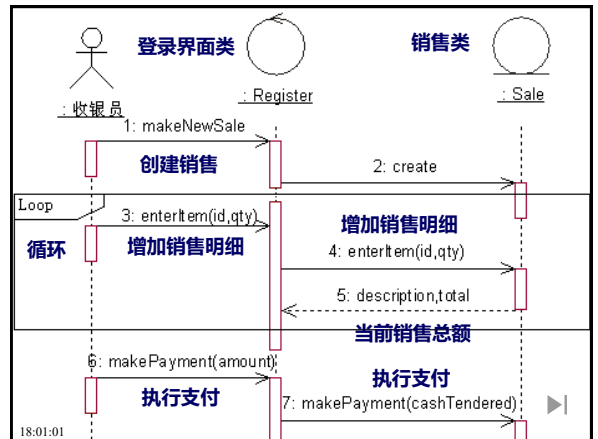 登录界面类
销售类
: 收银员
: Register
: Sale
1: makeNewSale
创建销售
2: create
Loop
3: enterItem(id,qty)
增加销售明细
循环
增加销售明细
4: enterItem(id,qty)
5: description,total
当前销售总额
6: makePayment(amount)
执行支付
执行支付
7: makePayment(cashTendered)
18:01:01